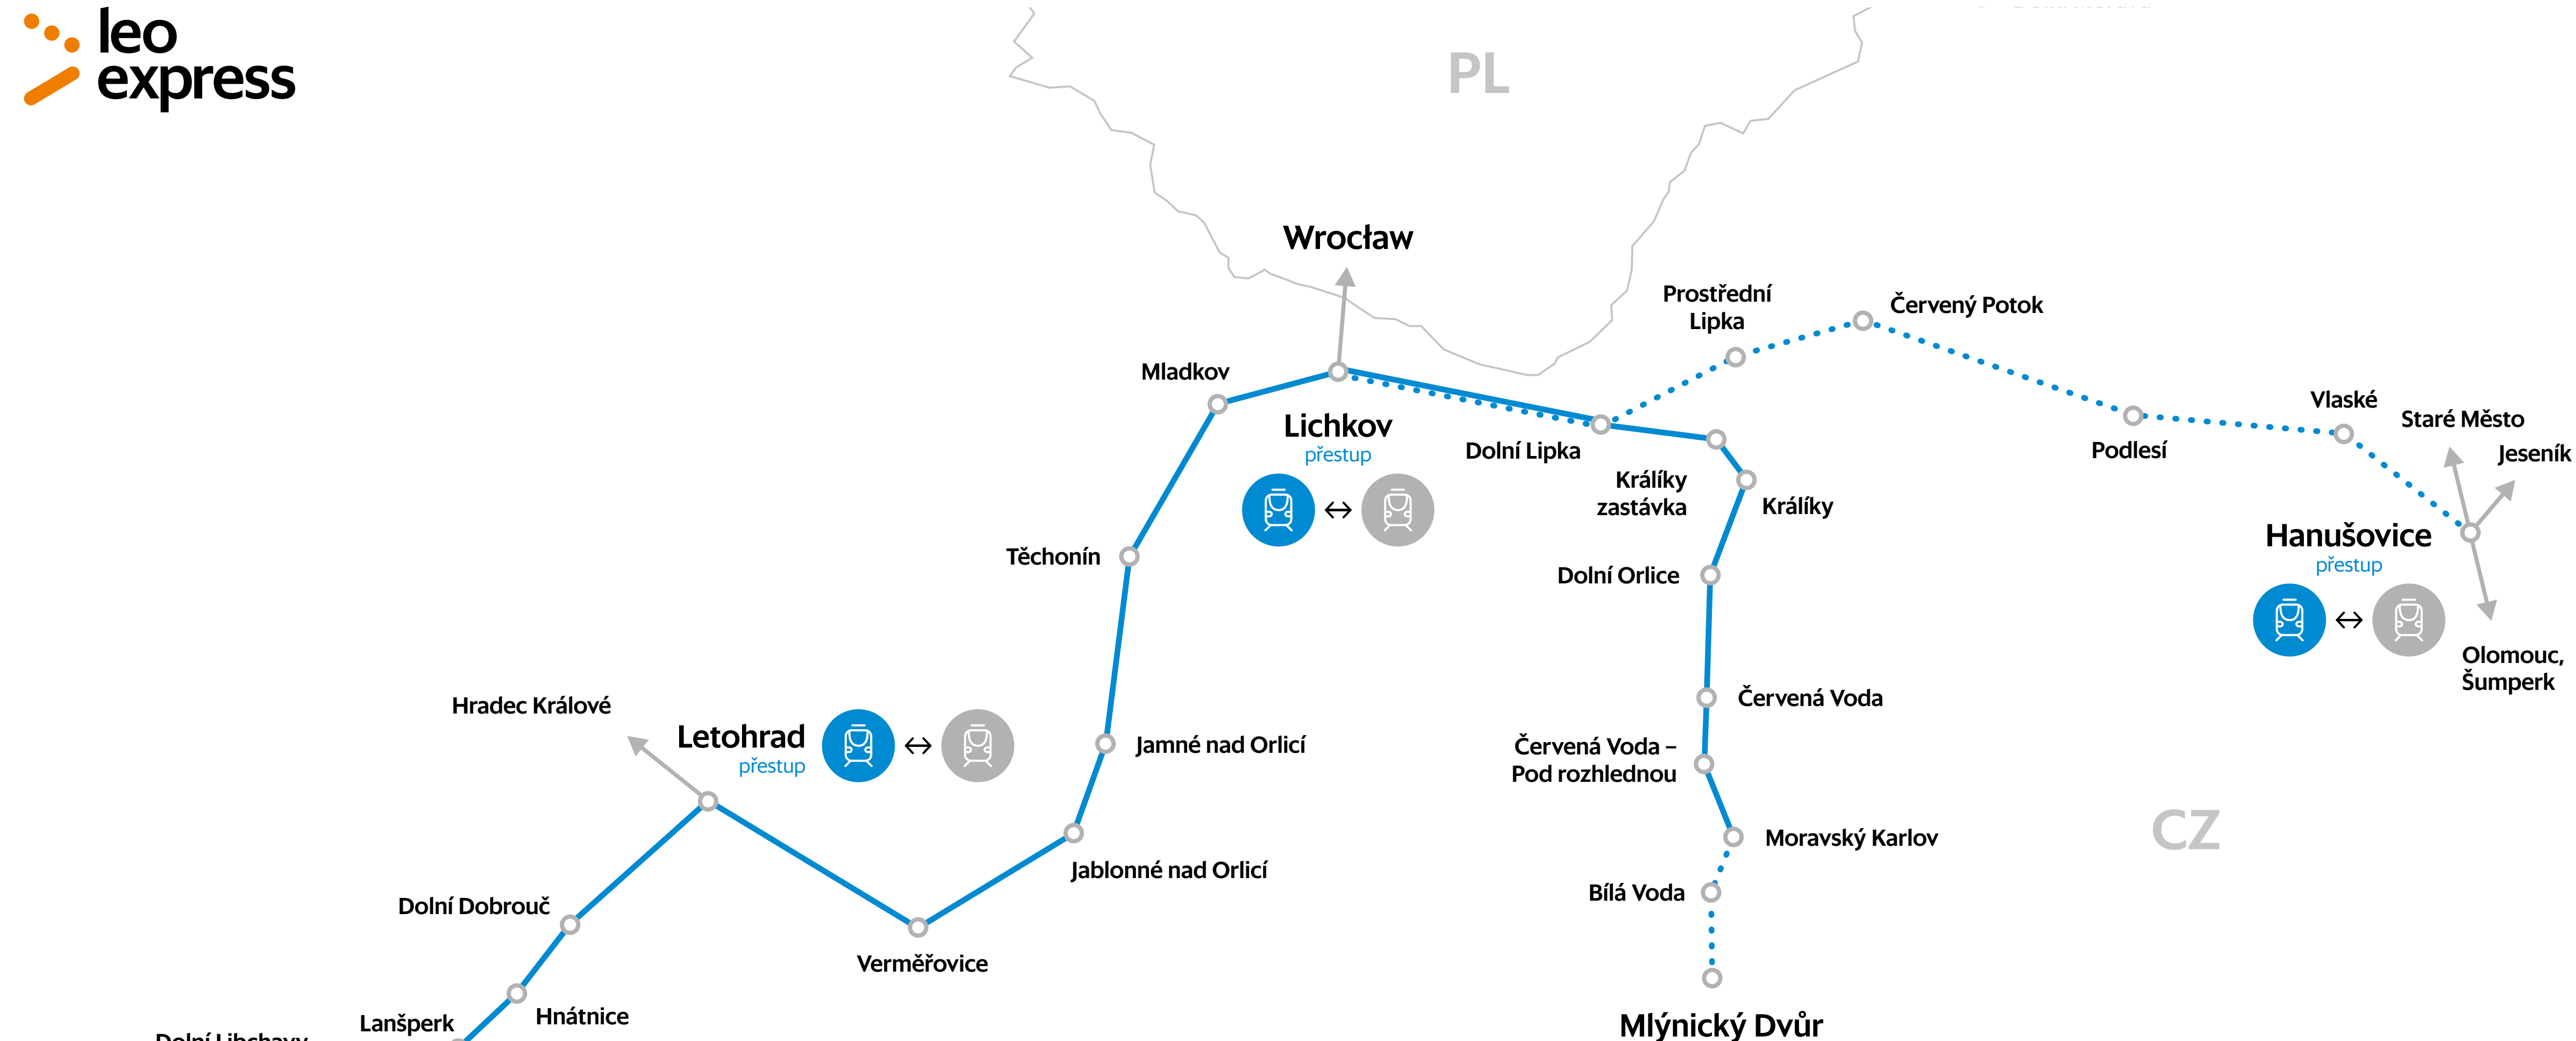 leo
express
PL
Wrocław
Prostřední
Lipka
Červený Potok
Mladkov
Lichkov
přestup
Dolní Lipka
Králíky
zastávka
Králíky
Podlesí
Vlaské
Staré Město
Jeseník
Hanušovice
přestup
Olomouc,
Šumperk
Těchonín
Dolní Orlice
Červená Voda
Hradec Králové
Letohrad
přestup
Jamné nad Orlicí
Červená Voda –
Pod rozhlednou
Moravský Karlov
CZ
Jablonné nad Orlicí
Bílá Voda
Dolní Dobrouč
Verměřovice
Hnátnice
Lanšperk
Mlýnický Dvůr
Dolní Libchavy